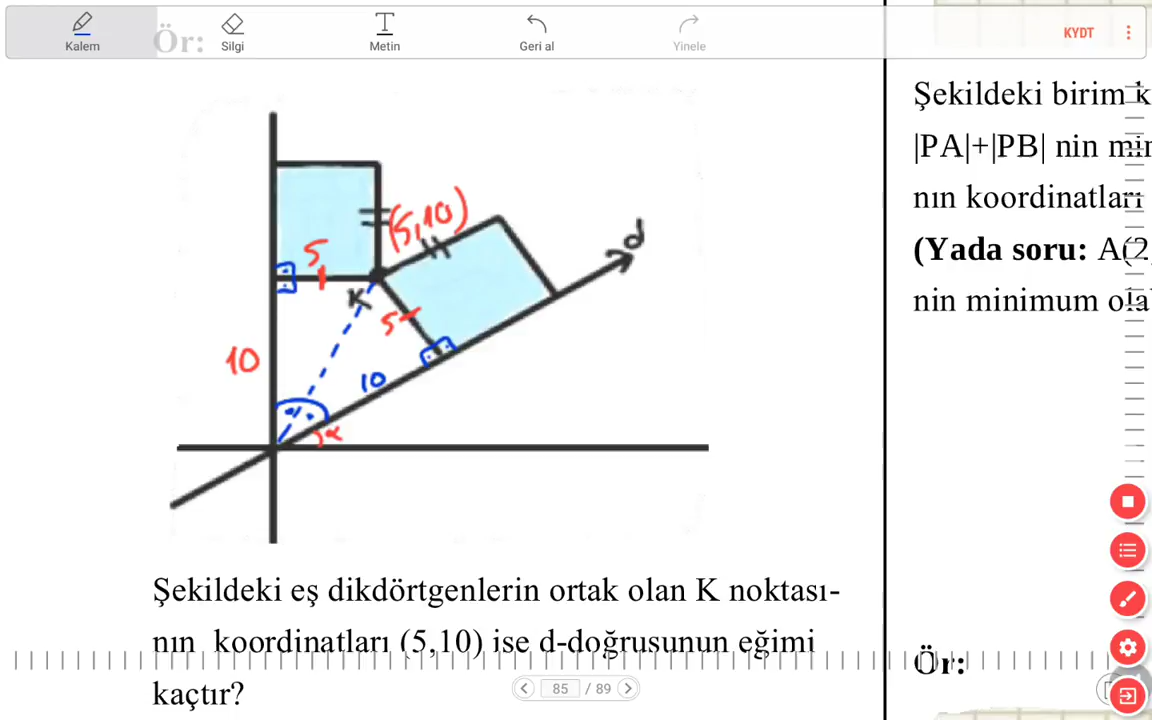 Kalem
Ör:
Silgi
Metin
Geri al
Yinele
KYDT
5
(5,10)
d
K
5
10
10
α
Şekildeki eş dikdörtgenlerin ortak olan K noktası-
nın koordinatları (5,10) ise d-doğrusunun eğimi
kaçtır?
85 / 89
Şekildeki birim k
|PA|+|PB| nin min
nın koordinatları
(Yada soru: A(2,
nin minimum ola
Ör: